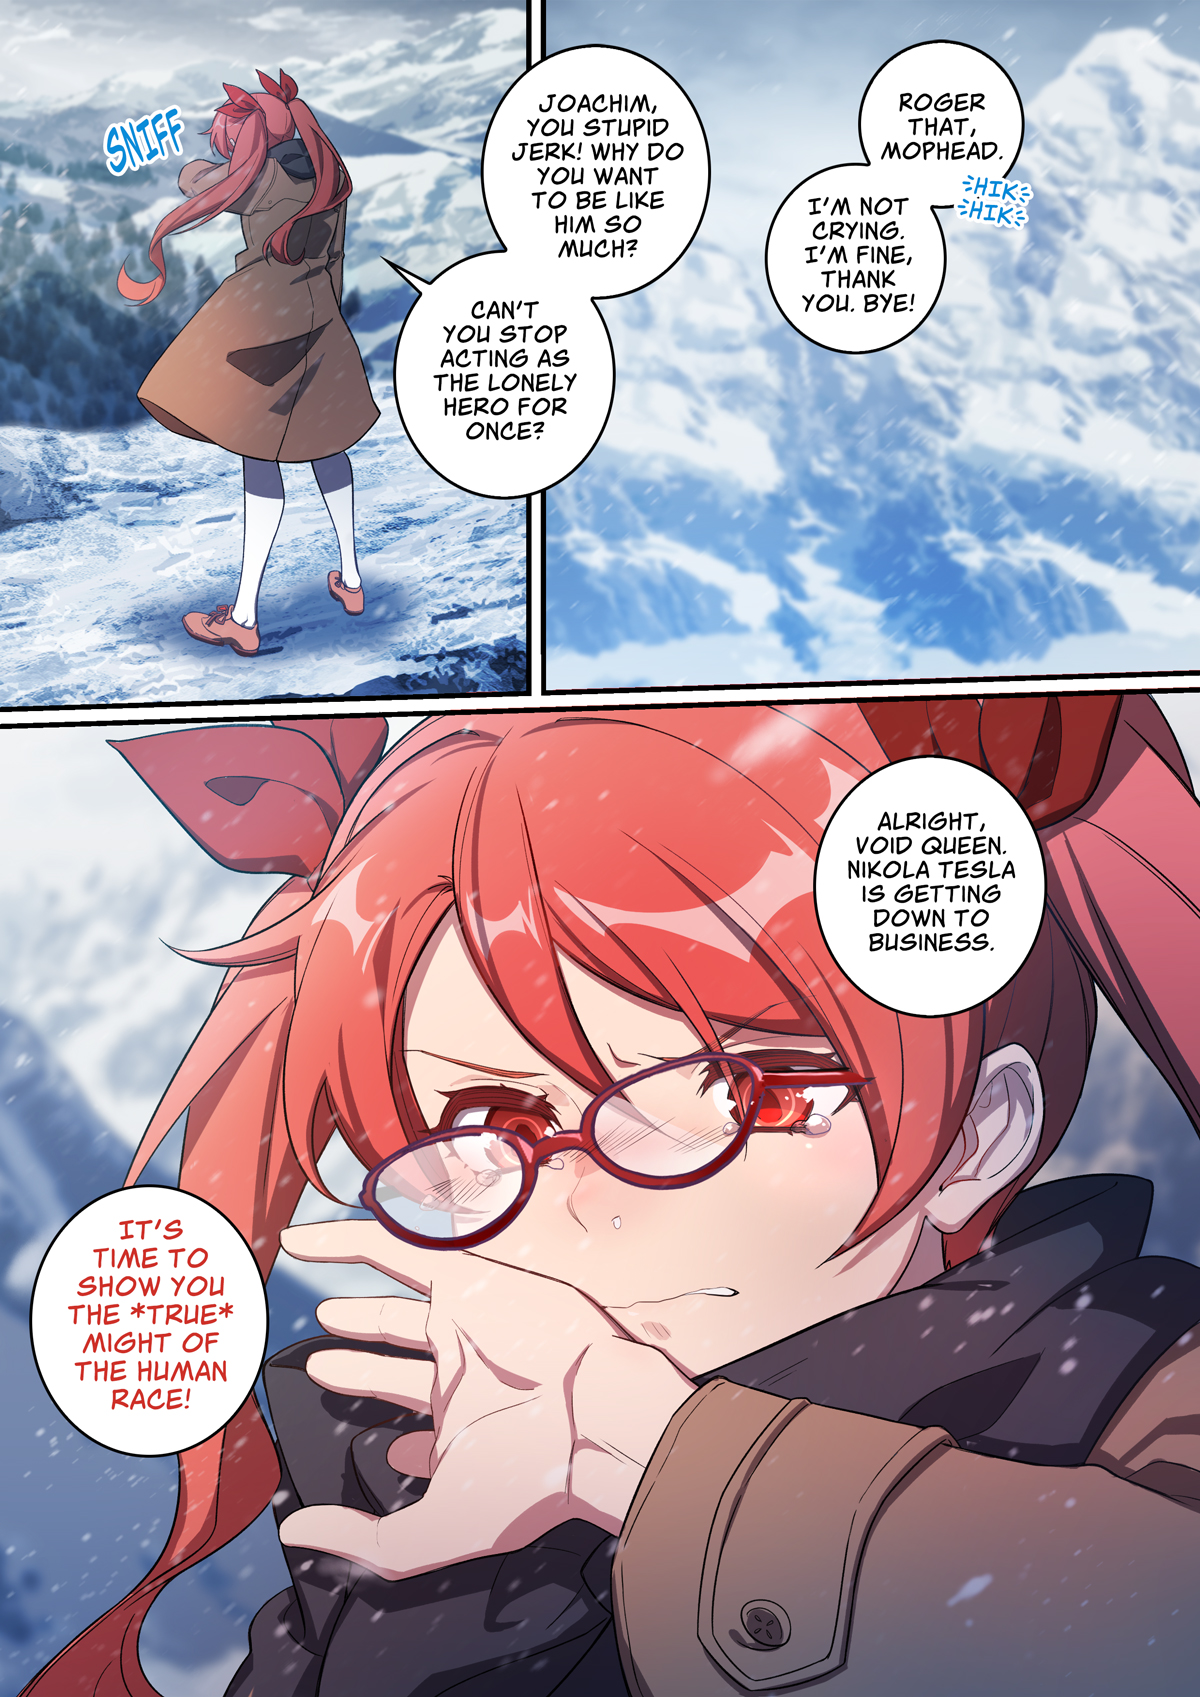 SNIFF
JOACHIM,
YOU STUPID
JERK! WHY DO
YOU WANT
TO BE LIKE
HIM SO
MUCH?
CAN'T
YOU STOP
ACTING AS
THE LONELY
HERO FOR
ONCE?
ROGER
THAT,
MOPHEAD.
HIK
HIK
I'M NOT
CRYING.
I'M FINE,
THANK
YOU. BYE!
ALRIGHT,
VOID QUEEN.
NIKOLA TESLA
IS GETTING
DOWN TO
BUSINESS.
IT'S
TIME TO
SHOW YOU
THE *TRUE*
MIGHT OF
THE HUMAN
RACE!